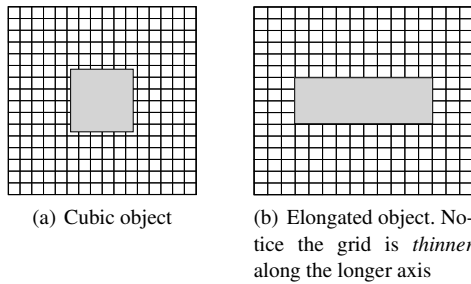 (a) Cubic object
(b) Elongated object. No-
tice the grid is thinner
along the longer axis